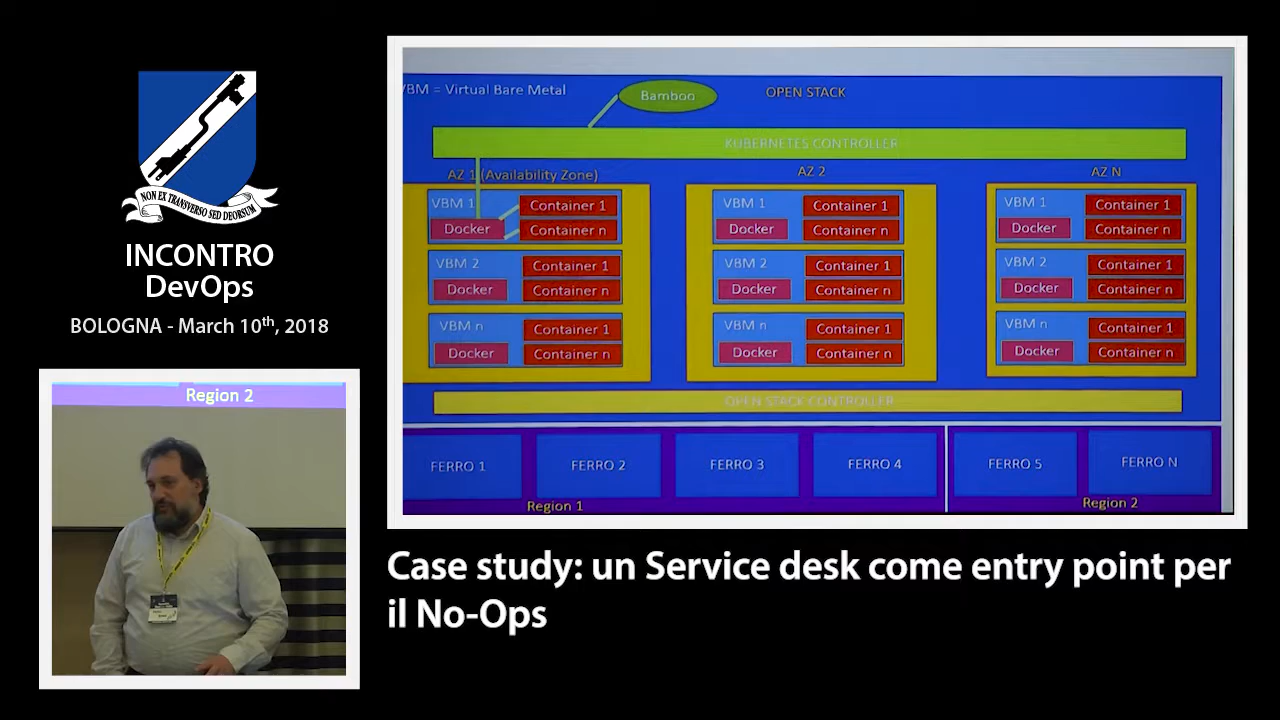 NON EX TRANSVERSO SED DEORSUM
INCONTRO
DevOps
BOLOGNA - March 10th, 2018
Region 2
VBM = Virtual Bare Metal
Bamboo
OPEN STACK
KUBERNETES CONTROLLER
AZ 1 (Availability Zone)
AZ 2
AZ N
VBM 1
Container 1
Docker
Container n
VBM 2
Container 1
Docker
Container n
VBM n
Container 1
Docker
Container n
VBM 1
Container 1
Docker
Container n
VBM 2
Container 1
Docker
Container n
VBM n
Container 1
Docker
Container n
VBM 1
Container 1
Docker
Container n
VBM 2
Container 1
Docker
Container n
VBM n
Container 1
Docker
Container n
OPEN STACK CONTROLLER
FERRO 1
FERRO 2
FERRO 3
FERRO 4
FERRO 5
FERRO N
Region 1
Region 2
Case study: un Service desk come entry point per
il No-Ops